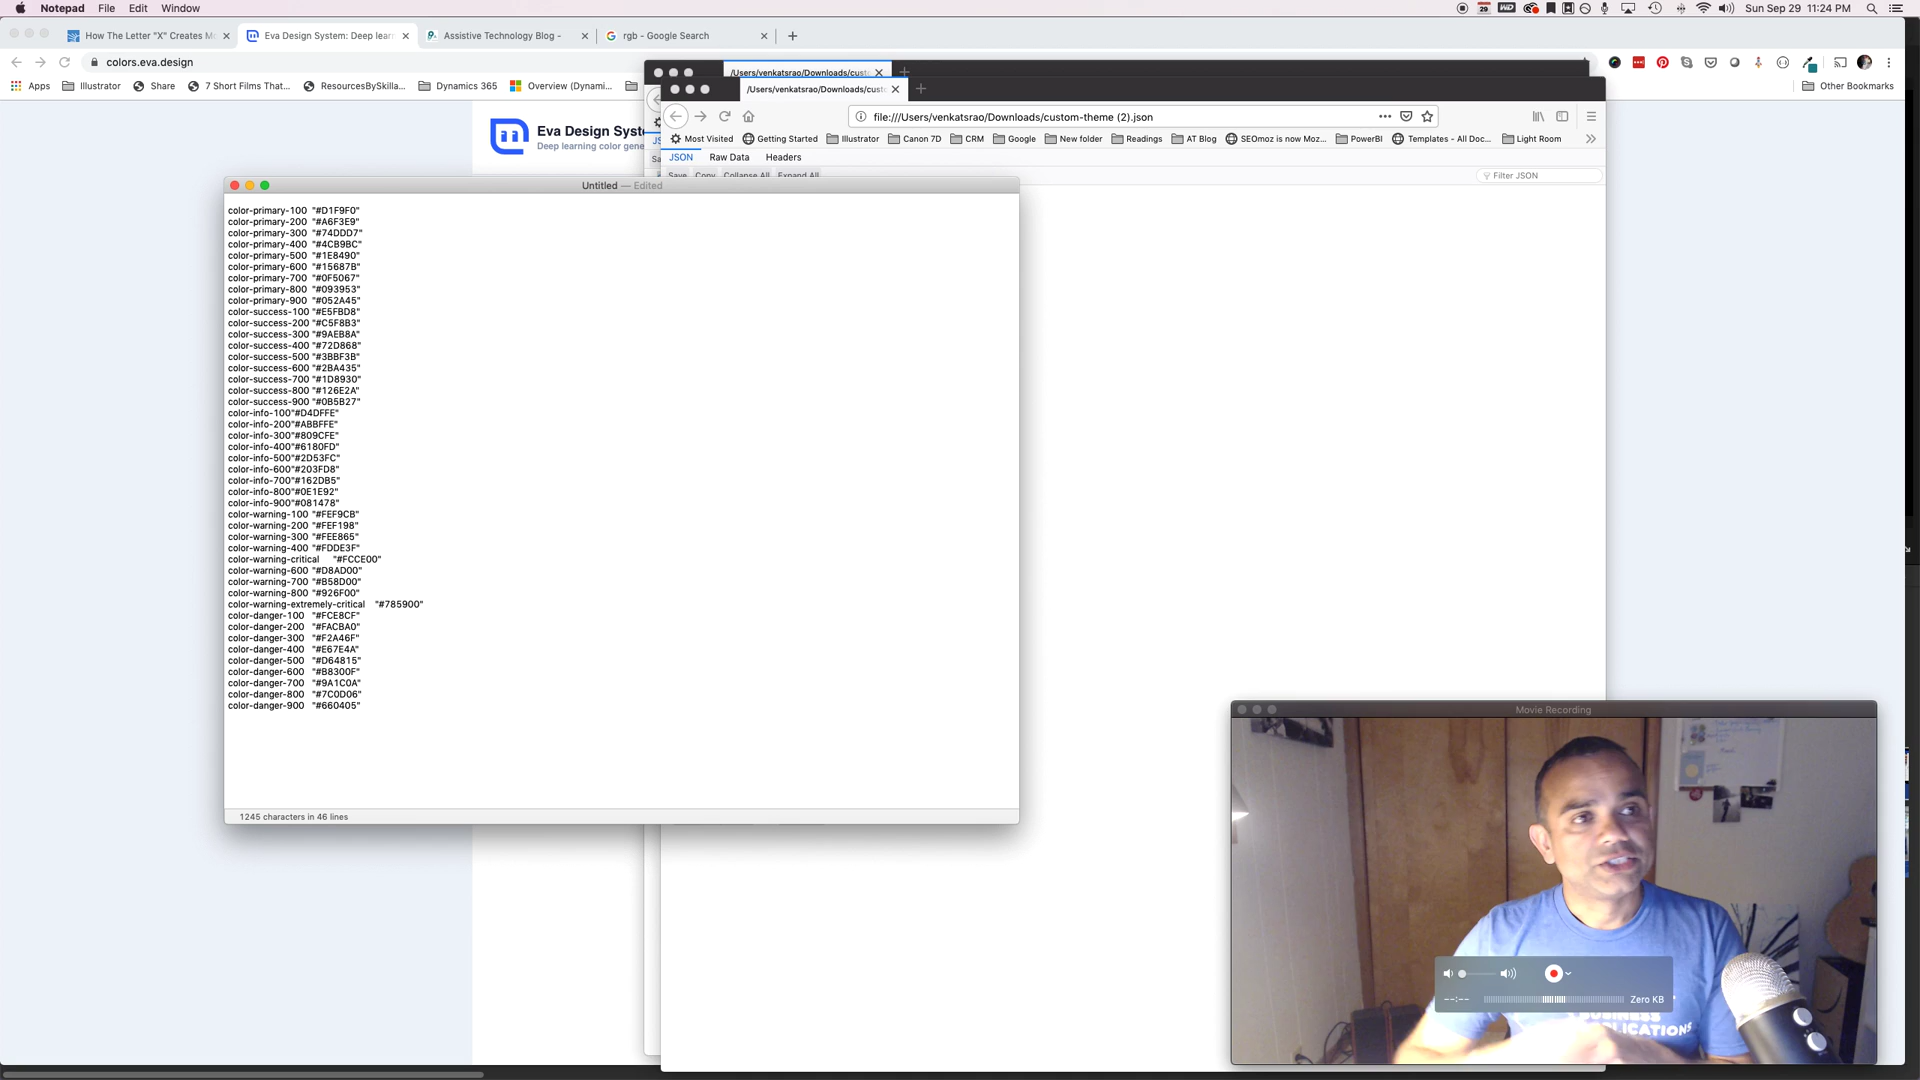 Notepad File Edit Window
29
Sun Sep 29 11:24 PM
How The Letter "X" Creates M
Eva Design System: Deep lear
Assistive Technology Blog -
rgb - Google Search
colors.eva.design
Apps
Illustrator
Share
7 Short Films That...
ResourcesBySkilla...
Dynamics 365
Overview (Dynami...
Other Bookmarks
/Users/venkatsrao/Downloads/cust
/Users/venkatsrao/Downloads/custo
file:///Users/venkatsrao/Downloads/custom-theme (2).json
Most Visited
Getting Started
Canon 7D
CRM
Google
New folder
Readings
AT Blog
SEOmoz is now Moz...
PowerBI
Templates - All Doc...
Light Room
JSON Raw Data Headers
Save Copy Collapse All Expand All
Filter JSON
Eva Design Syste
Deep learning color gene
Untitled — Edited
color-primary-100 "#D1F9F0"
color-primary-200 "#A6F3E9"
color-primary-300 "#74DDD7"
color-primary-400 "#4CB9BC"
color-primary-500 "#1E8490"
color-primary-600 "#15687B"
color-primary-700 "#0F5067"
color-primary-800 "#093953"
color-primary-900 "#052A45"
color-success-100 "#E5FBD8"
color-success-200 "#C5F8B3"
color-success-300 "#9AEB8A"
color-success-400 "#72D868"
color-success-500 "#3BBF3B"
color-success-600 "#2BA435"
color-success-700 "#1D8930"
color-success-800 "#126E2A"
color-success-900 "#0B5B27"
color-info-100"#D4DFFE"
color-info-200"#ABBFFE"
color-info-300"#809CFE"
color-info-400"#6180FD"
color-info-500"#2D53FC"
color-info-600"#203FD8"
color-info-700"#162DB5"
color-info-800"#0E1E92"
color-info-900"#081478"
color-warning-100 "#FEF9CB"
color-warning-200 "#FEF198"
color-warning-300 "#FEE865"
color-warning-400 "#FDDE3F"
color-warning-critical "#FCCE00"
color-warning-600 "#D8AD00"
color-warning-700 "#B58D00"
color-warning-800 "#926F00"
color-warning-extremely-critical "#785900"
color-danger-100 "#FCE8CF"
color-danger-200 "#FACBA0"
color-danger-300 "#F2A46F"
color-danger-400 "#E67E4A"
color-danger-500 "#D64815"
color-danger-600 "#B8300F"
color-danger-700 "#9A1C0A"
color-danger-800 "#7C0D06"
color-danger-900 "#660405"
1245 characters in 46 lines
Movie Recording
--:-- Zero KB
BUSINESS